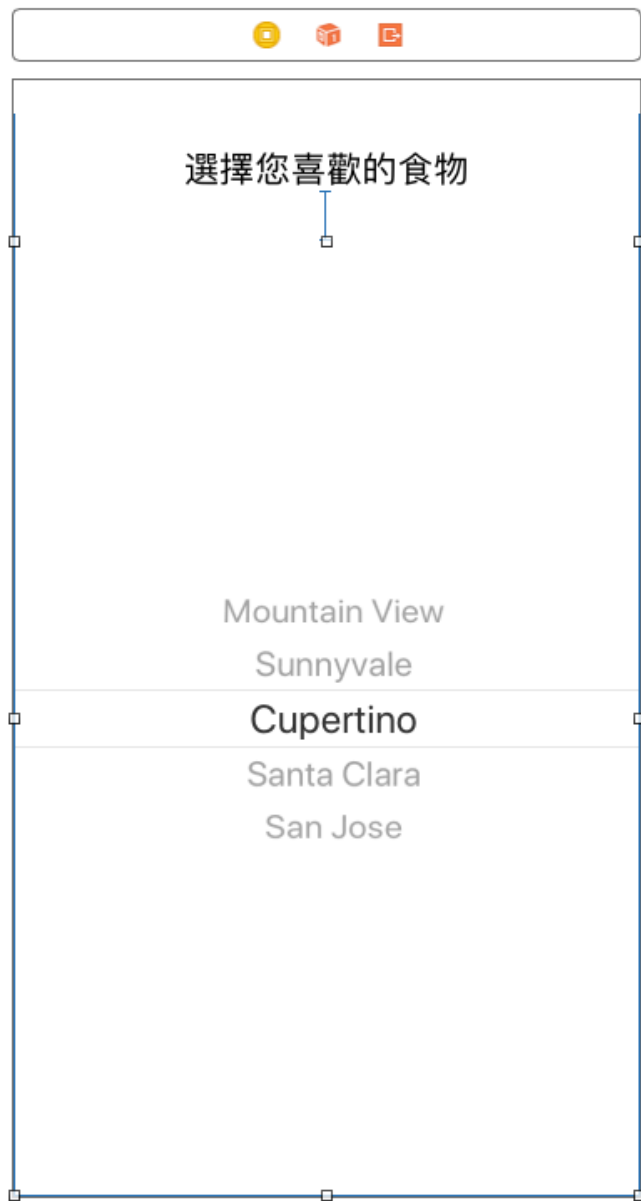 選擇您喜歡的食物
Mountain View
Sunnyvale
Cupertino
Santa Clara
San Jose